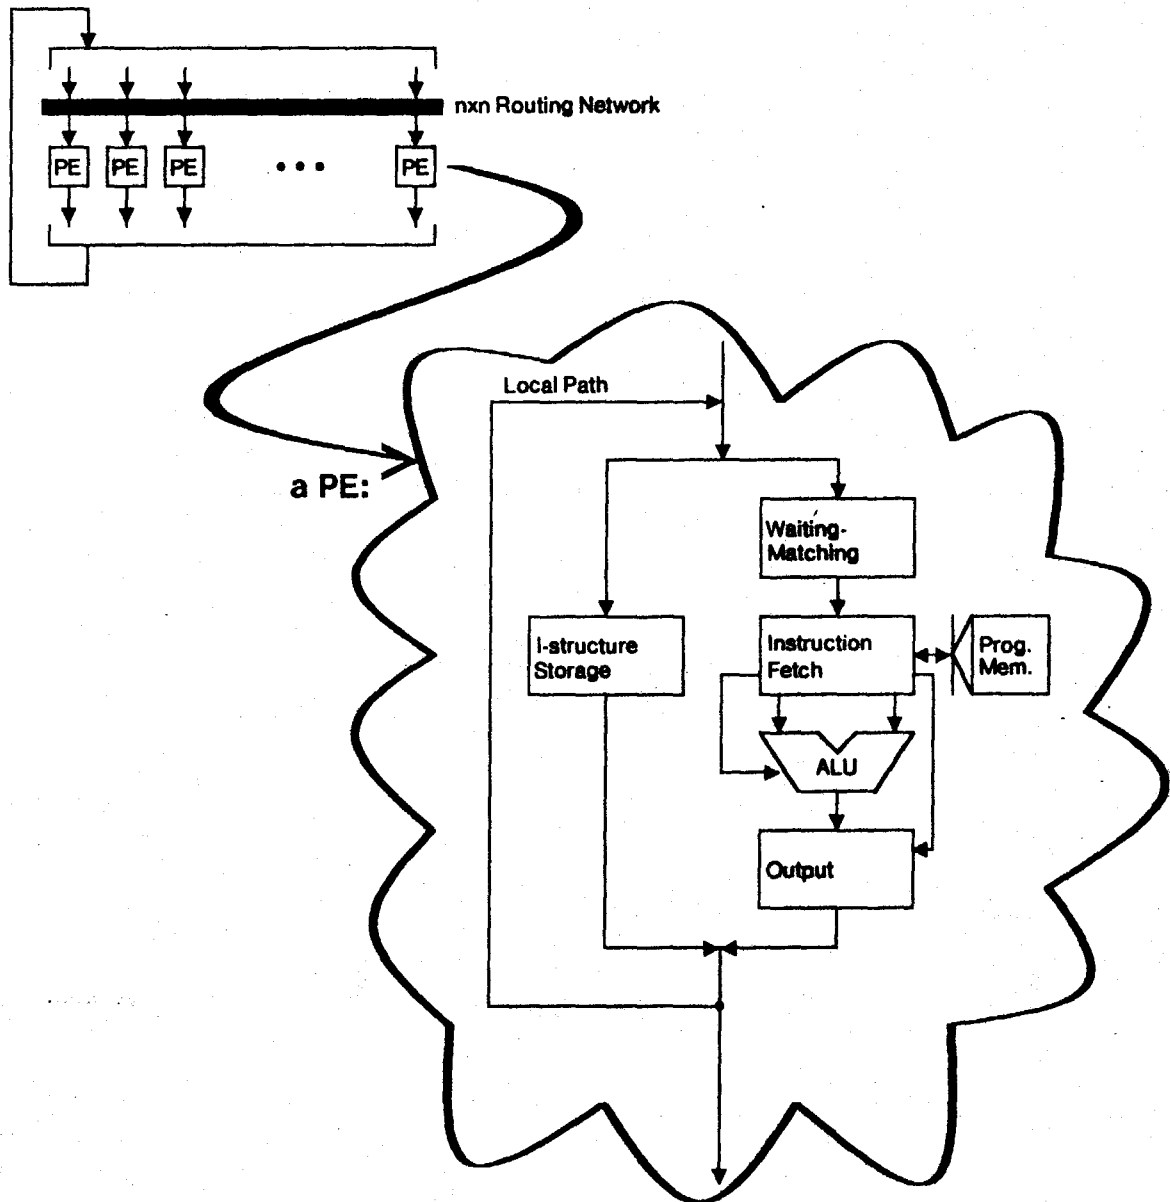 nxn Routing Network
PE PE PE ••• PE
Local Path
a PE:
Waiting-
Matching
I-structure
Storage
Instruction
Fetch
Prog.
Mem.
ALU
Output